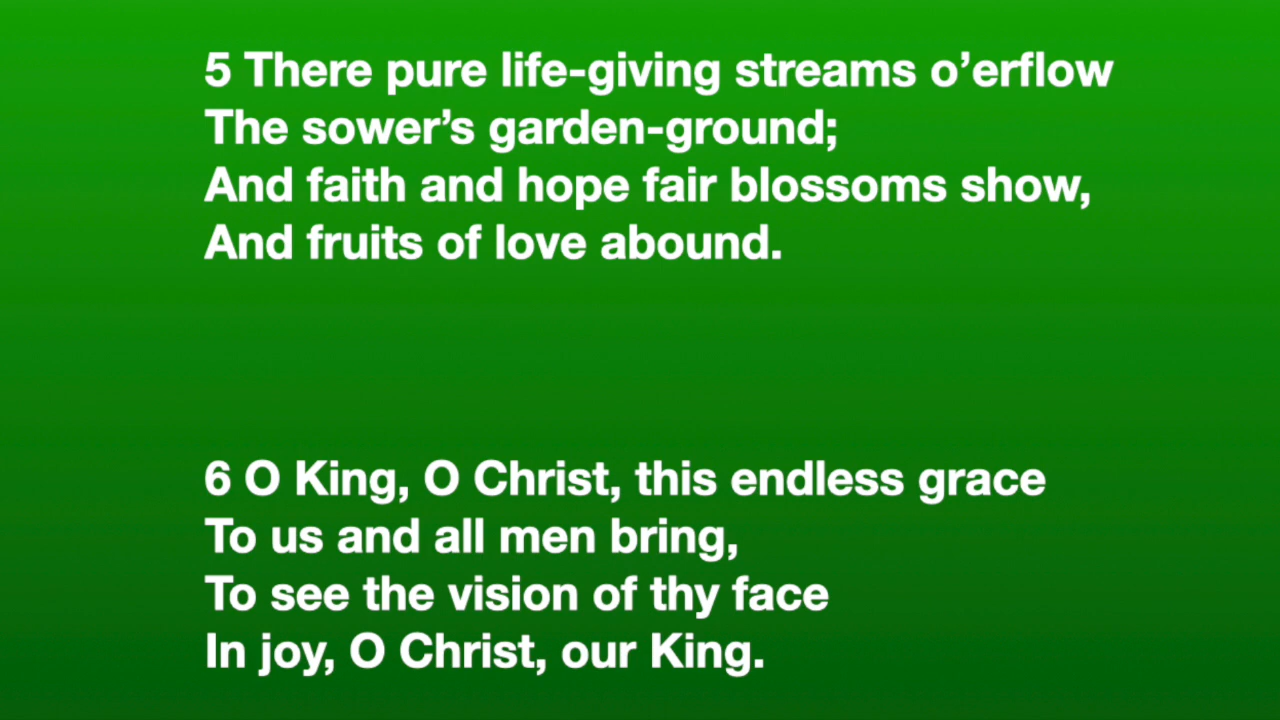 5 There pure life-giving streams o’erflow
The sower’s garden-ground;
And faith and hope fair blossoms show,
And fruits of love abound.
6 O King, O Christ, this endless grace
To us and all men bring,
To see the vision of thy face
In joy, O Christ, our King.